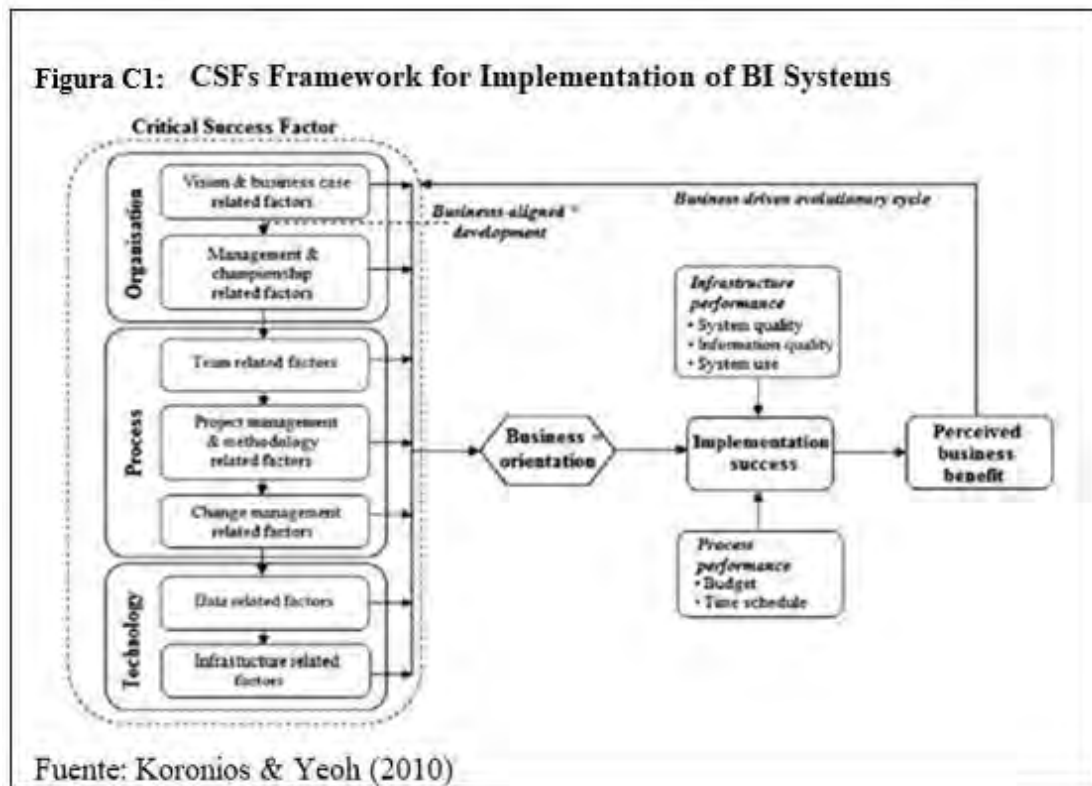 Figura C1: CSFs Framework for Implementation of BI Systems
Critical Success Factor
Organisation
Vision & business case
related factors
Management &
championship
related factors
Process
Team related factors
Project management
& methodology
related factors
Change management
related factors
Technology
Data related factors
Infrastucture related
factors
Business-aligned
development
Business driven evolutionary cycle
Business
orientation
Infrastructure
performance
• System quality
• Information quality
• System use
Implementation
success
Process
performance
• Budget
• Time schedule
Perceived
business
benefit
Fuente: Koronios & Yeoh (2010)